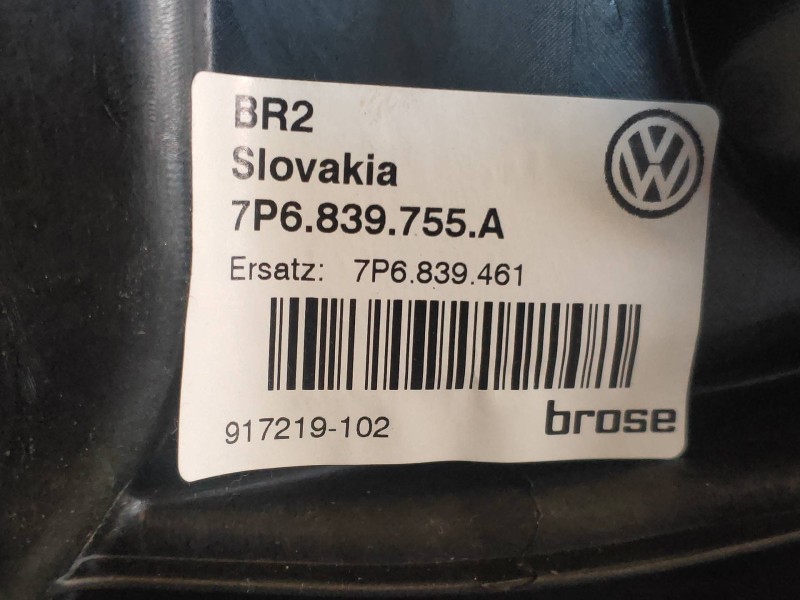 BR2
Slovakia
7P6.839.755.A
Ersatz: 7P6.839.461
917219-102
brose